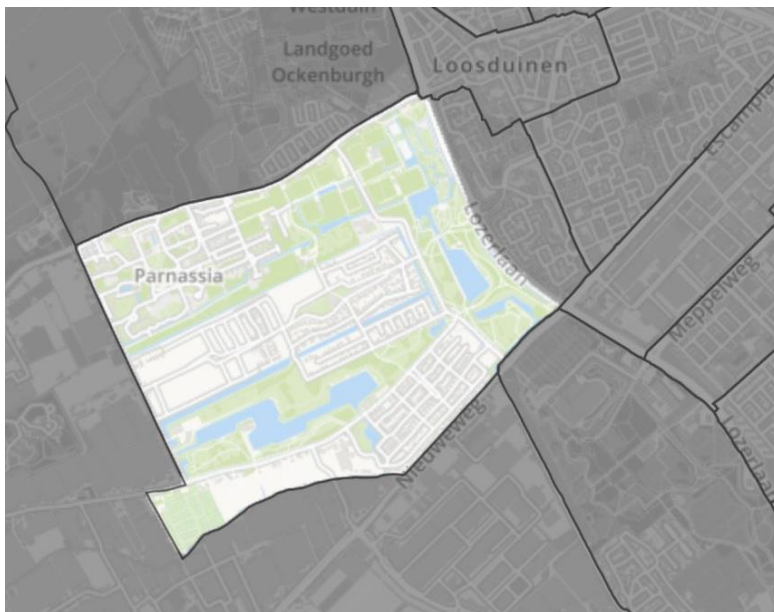 Westduin
Landgoed
Ockenburgh
Loosduinen
Lozerlaan
Parnassia
Meppelweg
Nieuweweg
Lozerlaan